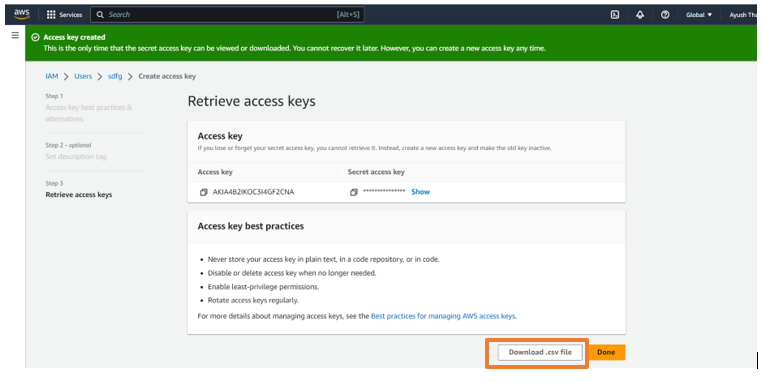 aws Services Search [Alt+S] Global ▼ Ayush Tha
Access key created
This is the only time that the secret access key can be viewed or downloaded. You cannot recover it later. However, you can create a new access key any time.
IAM > Users > sdfg > Create access key
Step 1
Access key best practices &
alternatives
Step 2 - optional
Set description tag
Step 3
Retrieve access keys
Retrieve access keys
Access key
If you lose or forget your secret access key, you cannot retrieve it. Instead, create a new access key and make the old key inactive.
Access key Secret access key
AKIA4B2IKOC3I4GF2CNA *************** Show
Access key best practices
• Never store your access key in plain text, in a code repository, or in code.
• Disable or delete access key when no longer needed.
• Enable least-privilege permissions.
• Rotate access keys regularly.
For more details about managing access keys, see the Best practices for managing AWS access keys.
Download .csv file Done